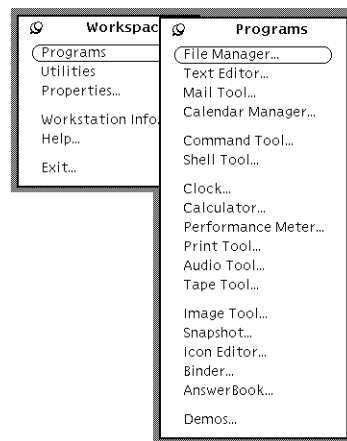 Workspac
Programs
Utilities
Properties...
Workstation Info.
Help...
Exit...
Programs
File Manager...
Text Editor...
Mail Tool...
Calendar Manager...
Command Tool...
Shell Tool...
Clock...
Calculator...
Performance Meter...
Print Tool...
Audio Tool...
Tape Tool...
Image Tool...
Snapshot...
Icon Editor...
Binder...
AnswerBook...
Demos...